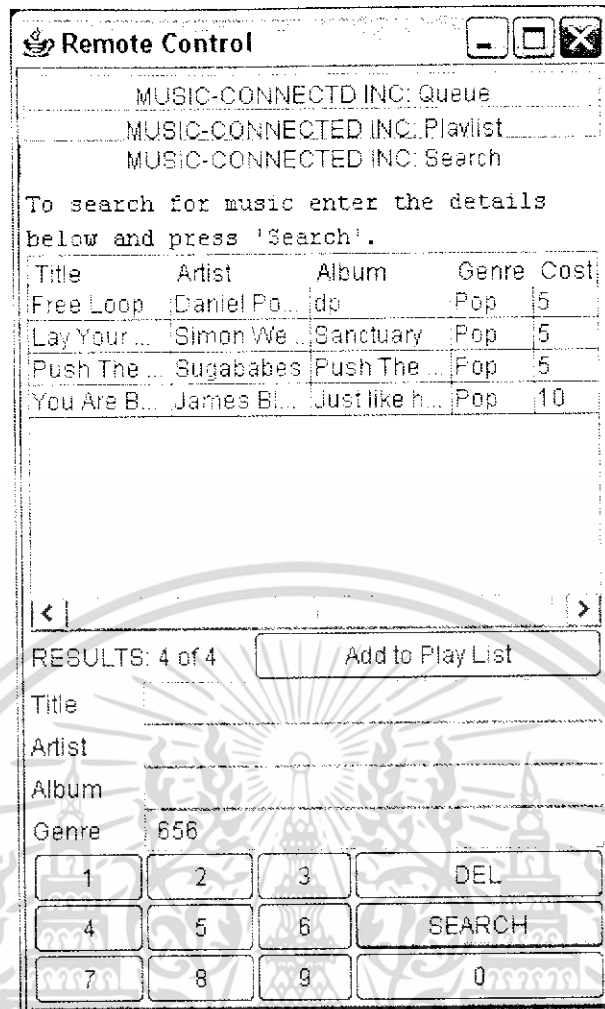 Remote Control
MUSIC-CONNECTD INC: Queue
MUSIC-CONNECTED INC: Playlist
MUSIC-CONNECTED INC: Search
To search for music enter the details
below and press 'Search'.
Title Artist Album Genre Cost
Free Loop Daniel Po... dp Pop 5
Lay Your ... Simon We... Sanctuary Pop 5
Push The ... Sugababes Push The ... Pop 5
You Are B... James Bl... Just like h... Pop 10
RESULTS: 4 of 4 Add to Play List
Title
Artist
Album
Genre 656
1 2 3 DEL
4 5 6 SEARCH
7 8 9 0